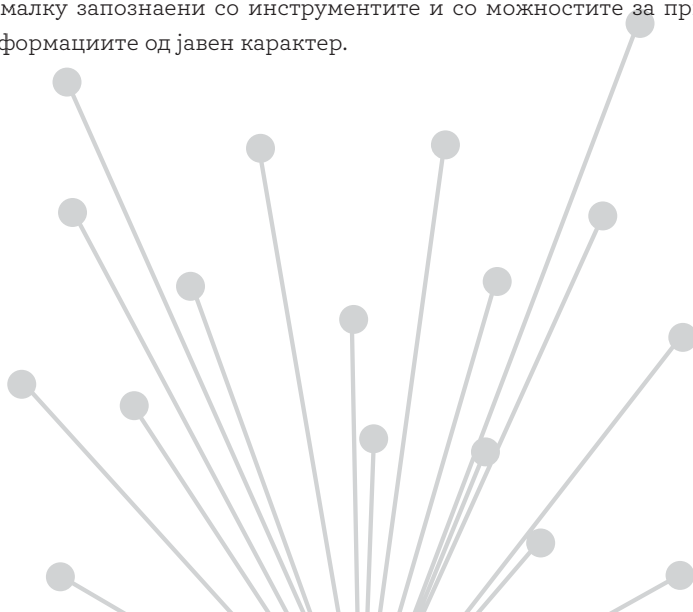 малку запознаени со инструментите и со можностите за пр
формациите од јавен карактер.